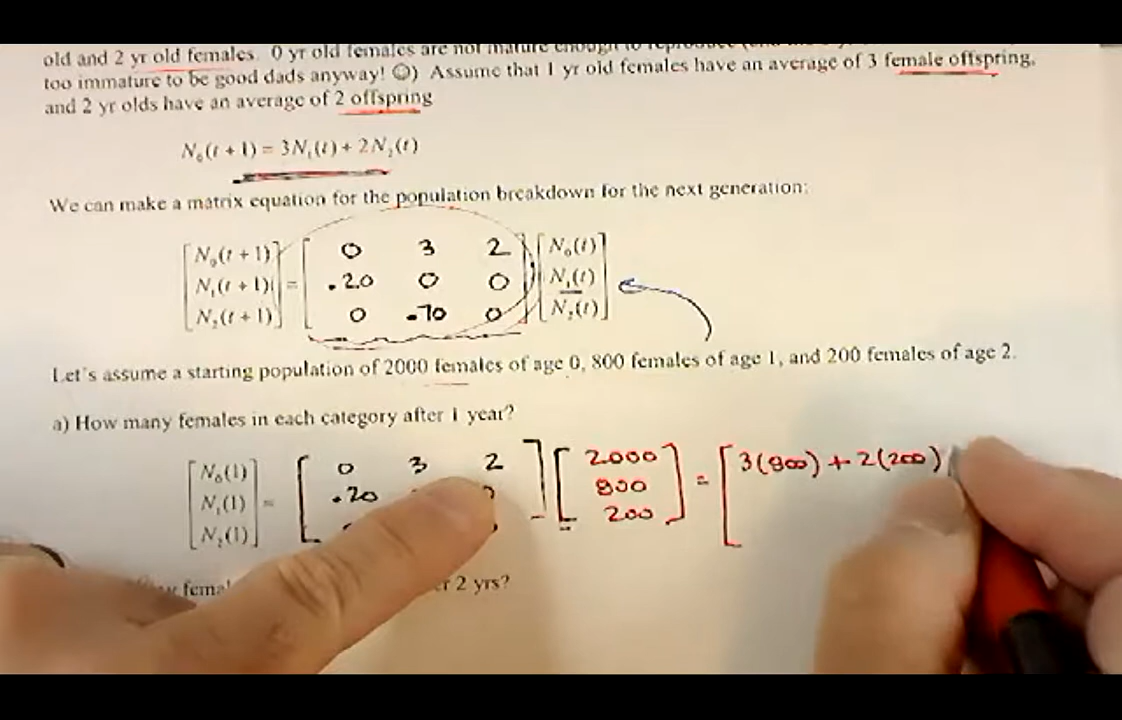 old and 2 yr old females. 0 yr old females are not mature enough to reproduce
too immature to be good dads anyway! ☺) Assume that 1 yr old females have an average of 3 female offspring,
and 2 yr olds have an average of 2 offspring
N₀(t + 1) = 3N₁(t) + 2N₂(t)
We can make a matrix equation for the population breakdown for the next generation:
[N₀(t + 1)] [0 3 2] [N₀(t)]
[N₁(t + 1)] = [.20 0 0] [N₁(t)]
[N₂(t + 1)] [0 .70 0] [N₂(t)]
Let's assume a starting population of 2000 females of age 0, 800 females of age 1, and 200 females of age 2.
a) How many females in each category after 1 year?
[N₀(1)] [0 3 2] [2000] [3(800) + 2(200)
[N₁(1)] = [.20 ] [800] =
[N₂(1)] [ ] [200]
2 yrs?